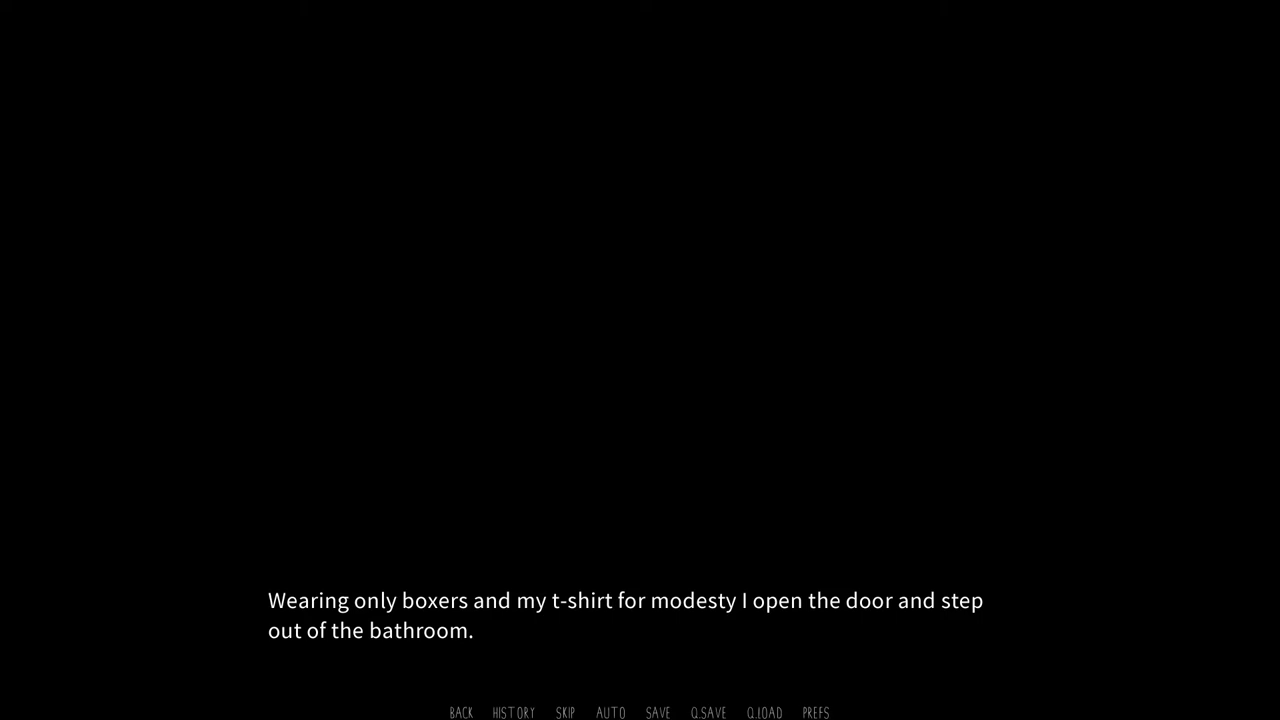 Wearing only boxers and my t-shirt for modesty I open the door and step
out of the bathroom.
BACK HISTORY SKIP AUTO SAVE Q.SAVE Q.LOAD PREFS